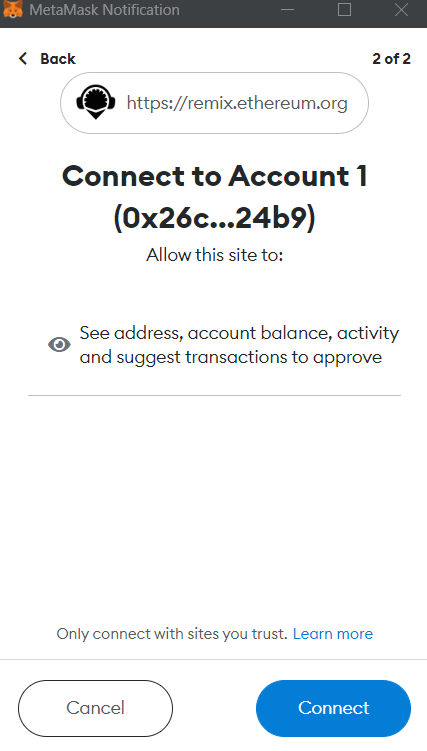 MetaMask Notification
Back
2 of 2
https://remix.ethereum.org
Connect to Account 1
(0x26c...24b9)
Allow this site to:
See address, account balance, activity
and suggest transactions to approve
Only connect with sites you trust. Learn more
Cancel
Connect